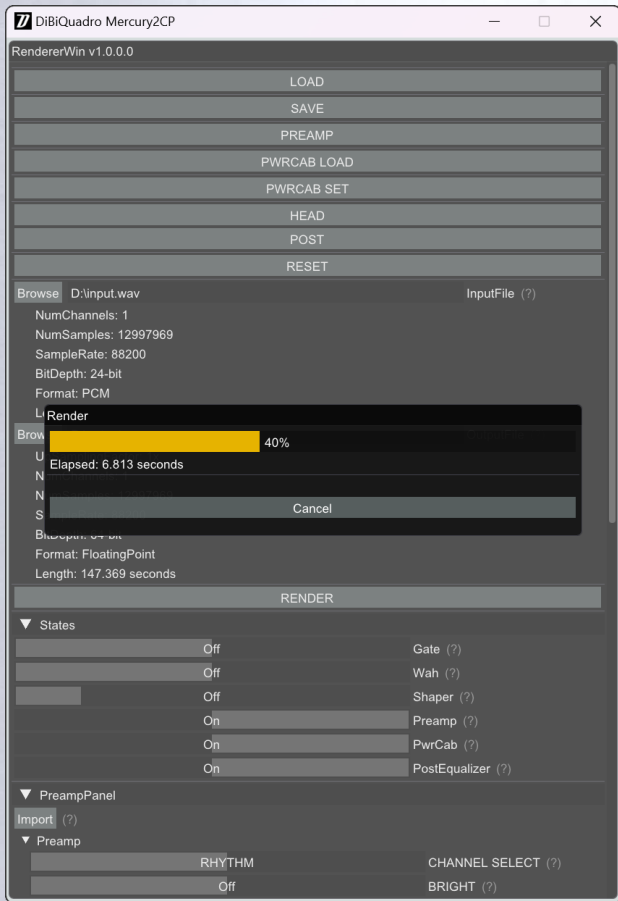 DiBiQuadro Mercury2CP
RendererWin v1.0.0.0
LOAD
SAVE
PREAMP
PWRCAB LOAD
PWRCAB SET
HEAD
POST
RESET
Browse D:\input.wav InputFile (?)
NumChannels: 1
NumSamples: 12997969
SampleRate: 88200
BitDepth: 24-bit
Format: PCM
Render
40%
Elapsed: 6.813 seconds
Cancel
Format: FloatingPoint
Length: 147.369 seconds
RENDER
States
Off Gate (?)
Off Wah (?)
Off Shaper (?)
On Preamp (?)
On PwrCab (?)
On PostEqualizer (?)
PreampPanel
Import (?)
Preamp
RHYTHM CHANNEL SELECT (?)
Off BRIGHT (?)